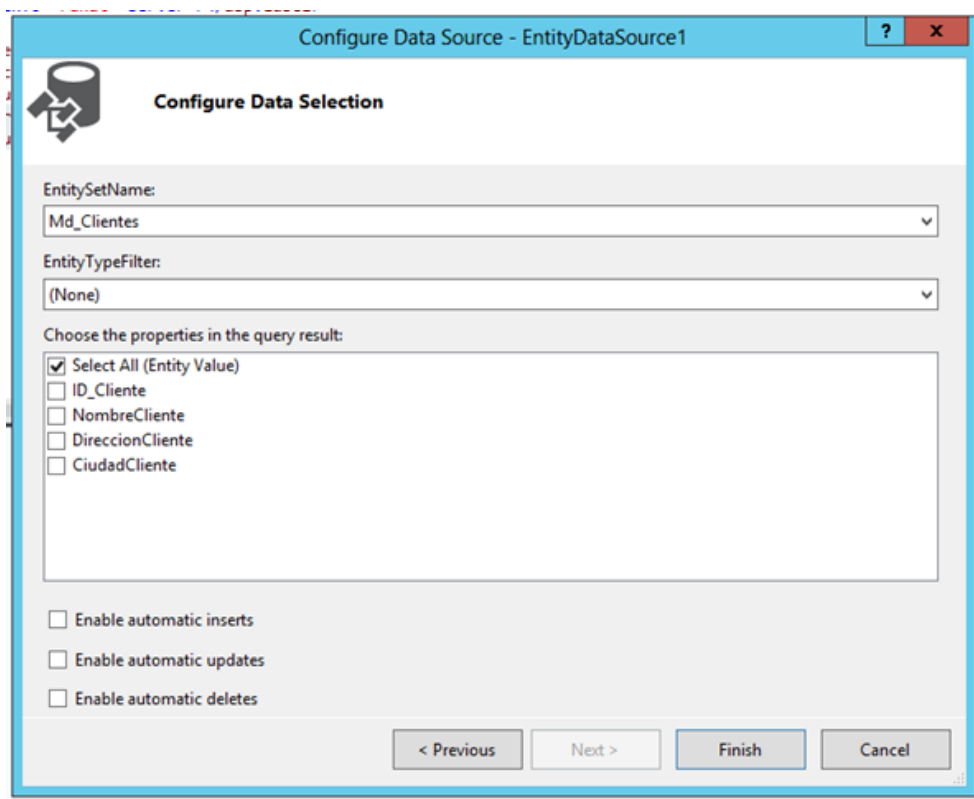 Configure Data Source - EntityDataSource1
?
x
Configure Data Selection
EntitySetName:
Md_Clientes
EntityTypeFilter:
(None)
Choose the properties in the query result:
Select All (Entity Value)
ID_Cliente
NombreCliente
DireccionCliente
CiudadCliente
Enable automatic inserts
Enable automatic updates
Enable automatic deletes
< Previous Next > Finish Cancel